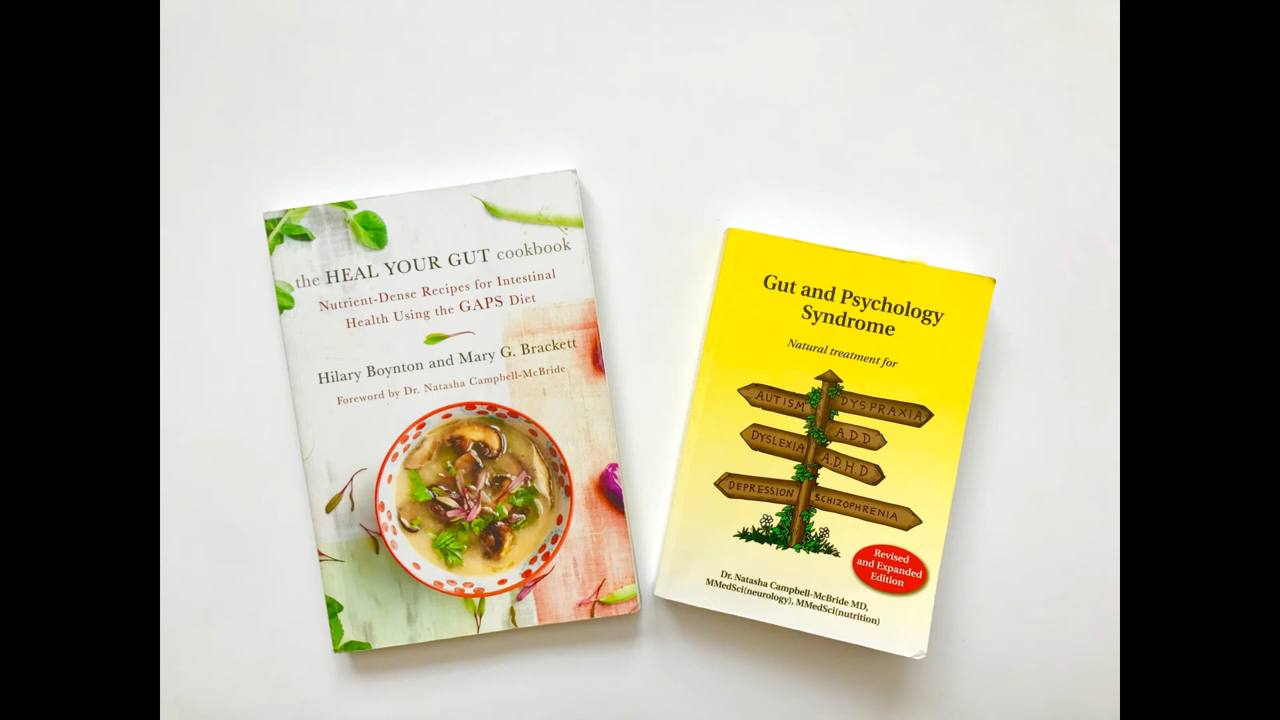 the HEAL YOUR GUT cookbook
Nutrient-Dense Recipes for Intestinal
Health Using the GAPS Diet
Hilary Boynton and Mary G. Brackett
Foreword by Dr. Natasha Campbell-McBride
Gut and Psychology
Syndrome
Natural treatment for
AUTISM
DYSPRAXIA
A.D.D
DYSLEXIA
A.D.H.D
DEPRESSION
SCHIZOPHRENIA
Revised
and Expanded
Edition
Dr. Natasha Campbell-McBride MD,
MMedSci(neurology), MMedSci(nutrition)